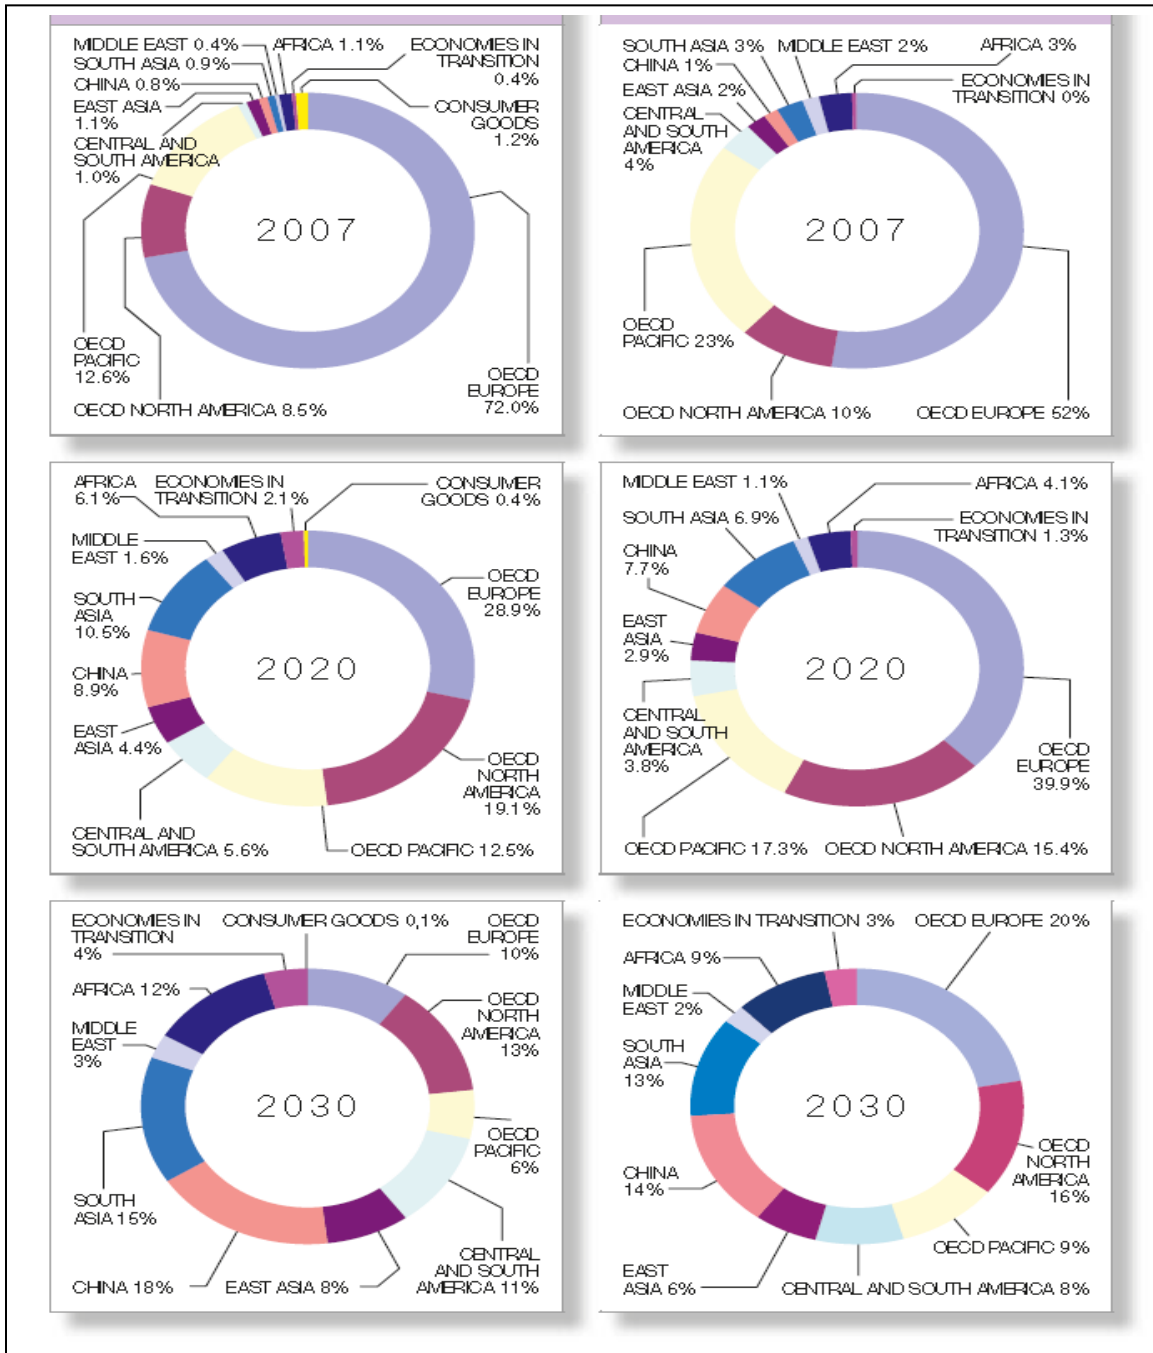 MIDDLE EAST 0.4%
SOUTH ASIA 0.9%
CHINA 0.8%
EAST ASIA
1.1%
CENTRAL AND
SOUTH AMERICA
1.0%
AFRICA 1.1%
ECONOMIES IN
TRANSITION
0.4%
CONSUMER
GOODS
1.2%
2007
OECD
PACIFIC
12.6%
OECD NORTH AMERICA 8.5%
OECD
EUROPE
72.0%
SOUTH ASIA 3%
CHINA 1%
EAST ASIA 2%
CENTRAL
AND SOUTH
AMERICA
4%
MIDDLE EAST 2%
AFRICA 3%
ECONOMIES IN
TRANSITION 0%
2007
OECD
PACIFIC 23%
OECD NORTH AMERICA 10%
OECD EUROPE 52%
AFRICA
6.1%
ECONOMIES IN
TRANSITION 2.1%
CONSUMER
GOODS 0.4%
MIDDLE
EAST 1.6%
SOUTH
ASIA
10.5%
CHINA
8.9%
EAST
ASIA 4.4%
CENTRAL AND
SOUTH AMERICA 5.6%
2020
OECD
EUROPE
28.9%
OECD
NORTH
AMERICA
19.1%
OECD PACIFIC 12.5%
MIDDLE EAST 1.1%
SOUTH ASIA 6.9%
CHINA
7.7%
EAST
ASIA
2.9%
CENTRAL
AND SOUTH
AMERICA
3.8%
AFRICA 4.1%
ECONOMIES IN
TRANSITION 1.3%
2020
OECD
EUROPE
39.9%
OECD PACIFIC 17.3%
OECD NORTH AMERICA 15.4%
ECONOMIES IN
TRANSITION
4%
CONSUMER GOODS 0,1%
OECD
EUROPE
10%
AFRICA 12%
MIDDLE
EAST
3%
OECD
NORTH
AMERICA
13%
2030
OECD
PACIFIC
6%
SOUTH
ASIA 15%
CHINA 18%
EAST ASIA 8%
CENTRAL
AND SOUTH
AMERICA 11%
ECONOMIES IN TRANSITION 3%
OECD EUROPE 20%
AFRICA 9%
MIDDLE
EAST 2%
SOUTH
ASIA
13%
2030
CHINA
14%
OECD
NORTH
AMERICA
16%
OECD PACIFIC 9%
EAST
ASIA 6%
CENTRAL AND SOUTH AMERICA 8%